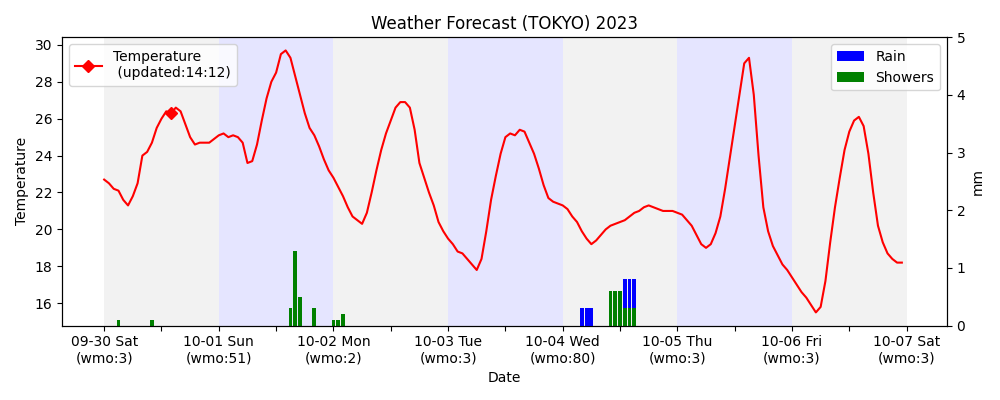 Weather Forecast (TOKYO) 2023
Temperature
(updated:14:12)
Rain
Showers
Temperature
30
28
26
24
22
20
18
16
5
4
3
2
1
0
mm
09-30 Sat
(wmo:3)
10-01 Sun
(wmo:51)
10-02 Mon
(wmo:2)
10-03 Tue
(wmo:3)
10-04 Wed
(wmo:80)
10-05 Thu
(wmo:3)
10-06 Fri
(wmo:3)
10-07 Sat
(wmo:3)
Date